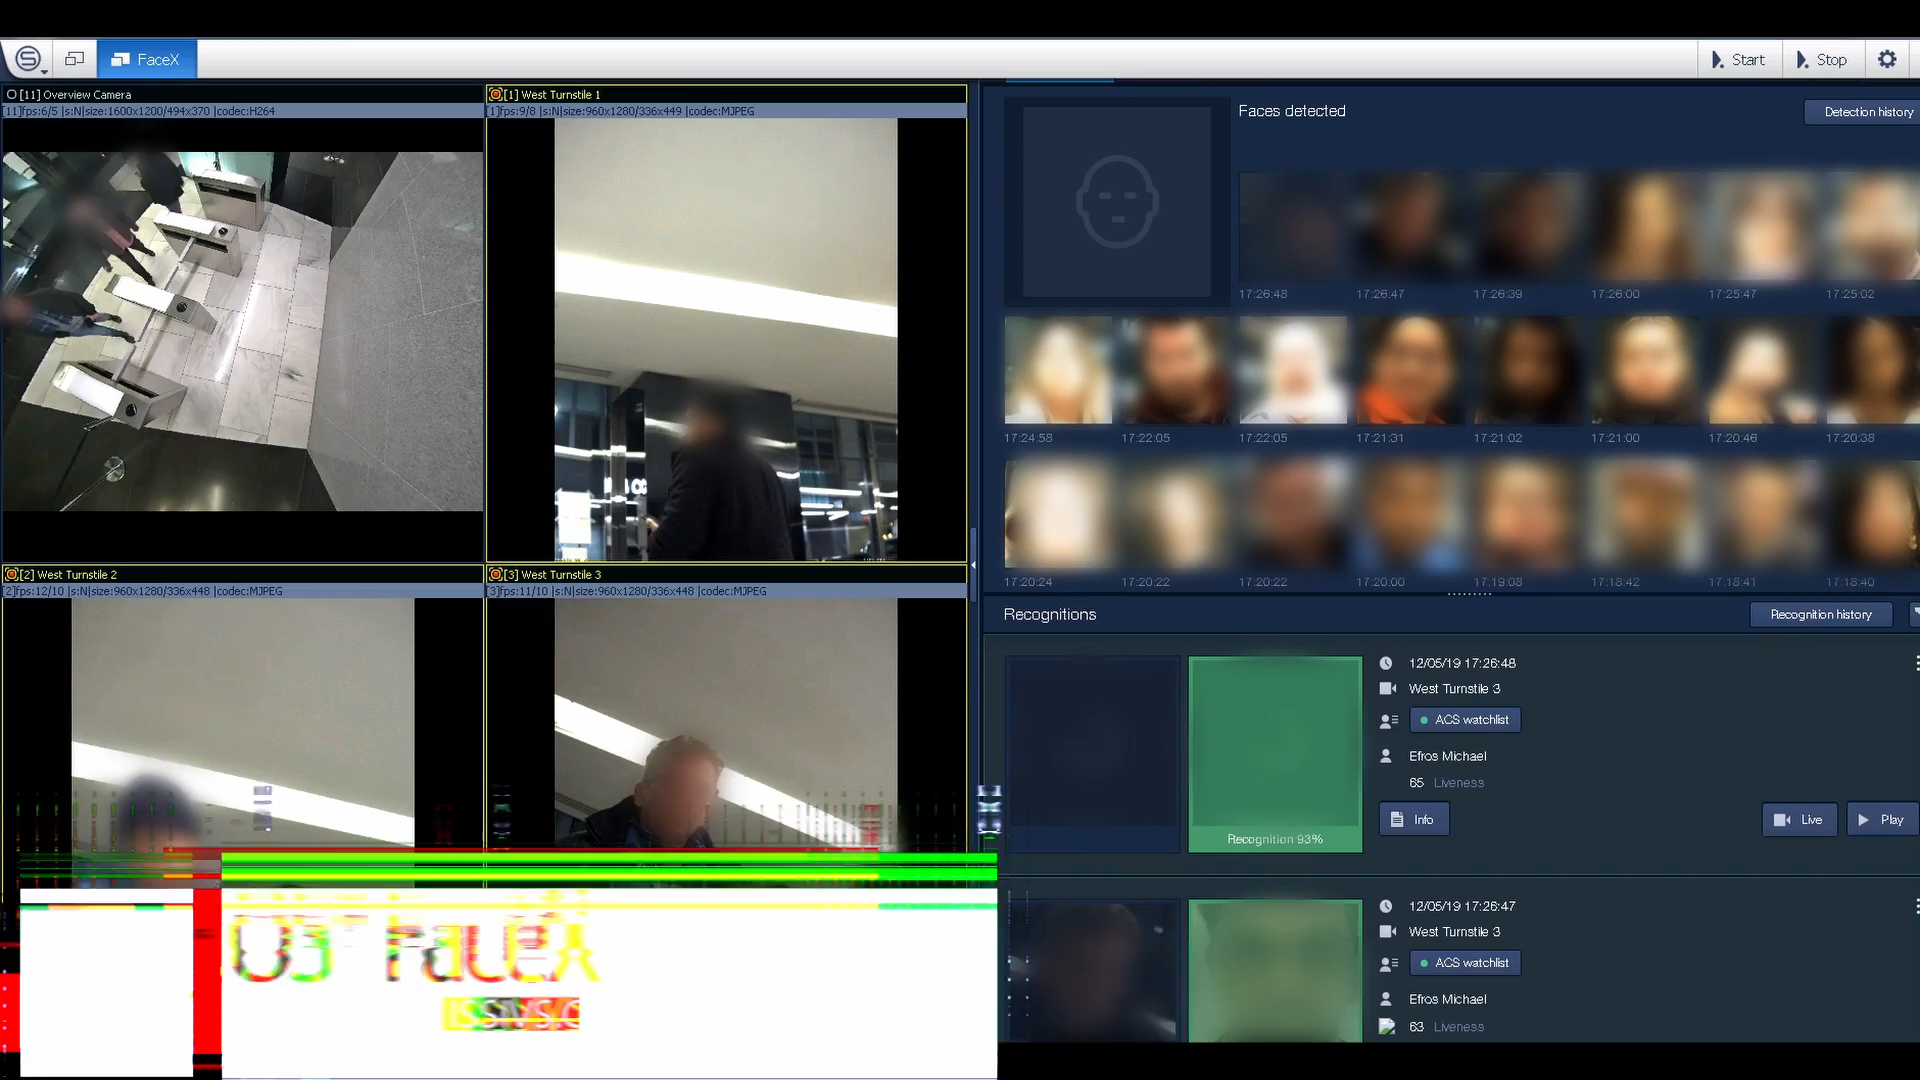 FaceX
Start
Stop
[11] Overview Camera
[11]fps:6/5 |s:N|size:1600x1200/494x370 |codec:H264
[1] West Turnstile 1
[1]fps:9/8 |s:N|size:960x1280/336x449 |codec:MJPEG
Faces detected
Detection history
17:26:48 17:26:47 17:26:39 17:26:00 17:25:47 17:25:02
17:24:58 17:22:05 17:22:05 17:21:31 17:21:02 17:21:00 17:20:46 17:20:38
17:20:24 17:20:22 17:20:22 17:20:00 17:19:08 17:18:42 17:18:41 17:18:40
[2] West Turnstile 2
[2]fps:12/10 |s:N|size:960x1280/336x448 |codec:MJPEG
[3] West Turnstile 3
[3]fps:11/10 |s:N|size:960x1280/336x448 |codec:MJPEG
Recognitions
Recognition history
12/05/19 17:26:48
West Turnstile 3
ACS watchlist
Efros Michael
65 Liveness
Recognition 93%
Info
Live
Play
12/05/19 17:26:47
West Turnstile 3
ACS watchlist
Efros Michael
63 Liveness
FaceX